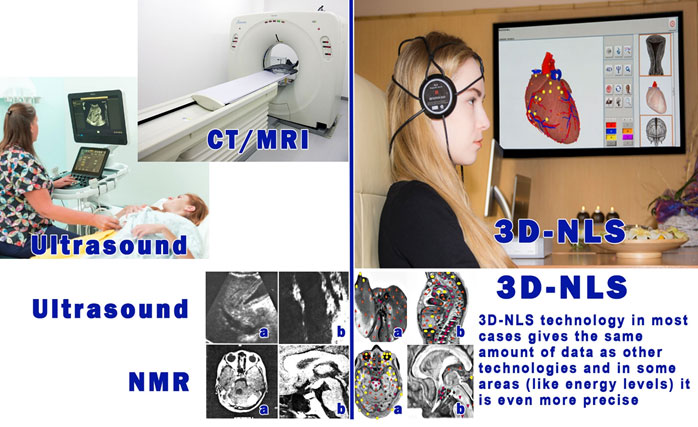 CT/MRI
Ultrasound
3D-NLS
Ultrasound
a
b
NMR
a
b
3D-NLS
a
b
a
b
3D-NLS technology in most
cases gives the same
amount of data as other
technologies and in some
areas (like energy levels) it
is even more precise